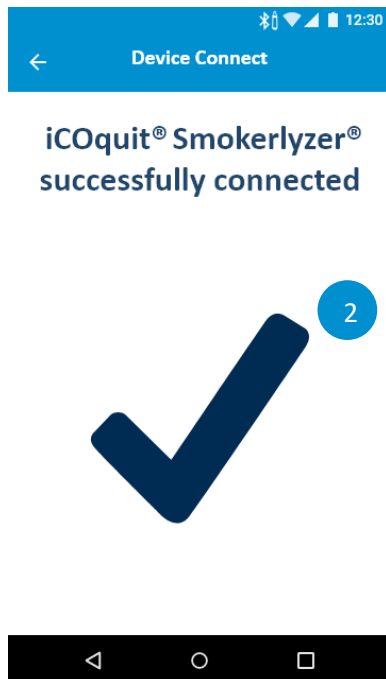 12:30
Device Connect
iCOquit® Smokerlyzer®
successfully connected
2